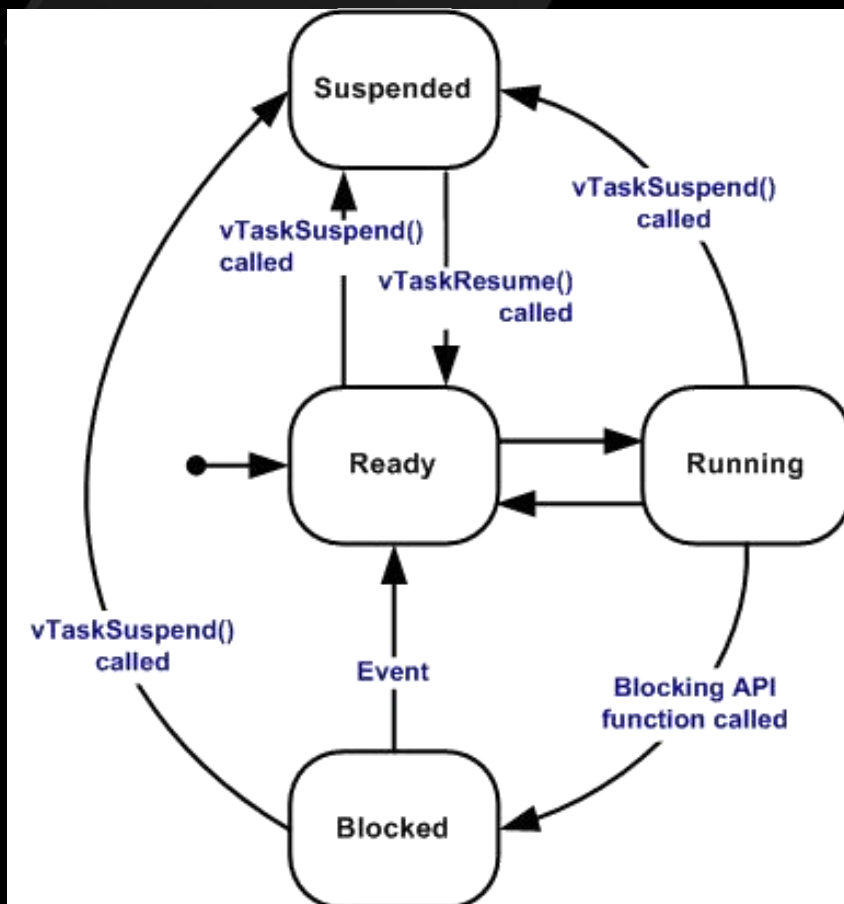 Suspended
vTaskSuspend()
called
vTaskSuspend()
called
vTaskResume()
called
Ready
Running
vTaskSuspend()
called
Event
Blocking API
function called
Blocked